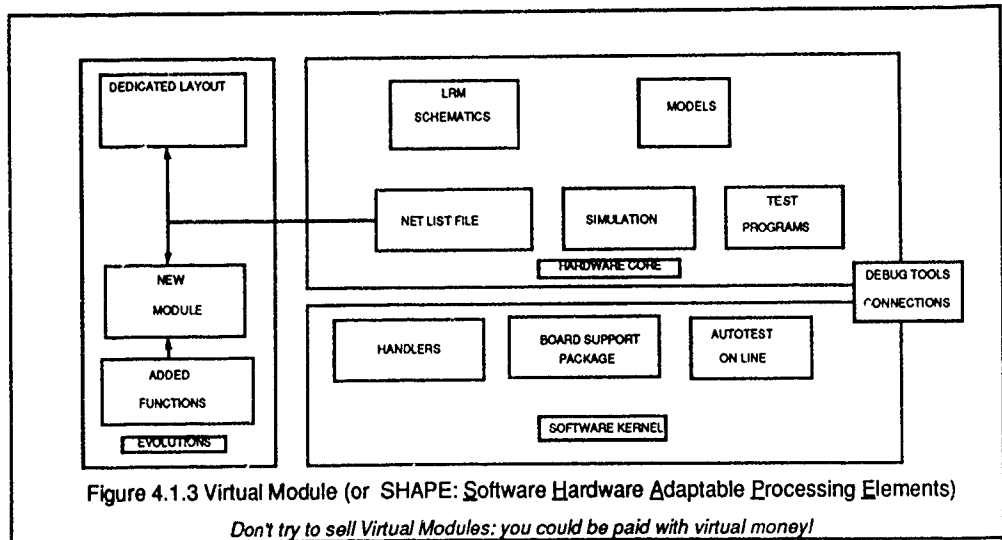 DEDICATED LAYOUT
NEW
MODULE
ADDED
FUNCTIONS
EVOLUTIONS
LRM
SCHEMATICS
MODELS
NET LIST FILE
SIMULATION
TEST
PROGRAMS
HARDWARE CORE
DEBUG TOOLS
CONNECTIONS
HANDLERS
BOARD SUPPORT
PACKAGE
AUTOTEST
ON LINE
SOFTWARE KERNEL
Figure 4.1.3 Virtual Module (or SHAPE: Software Hardware Adaptable Processing Elements)
Don't try to sell Virtual Modules: you could be paid with virtual money!